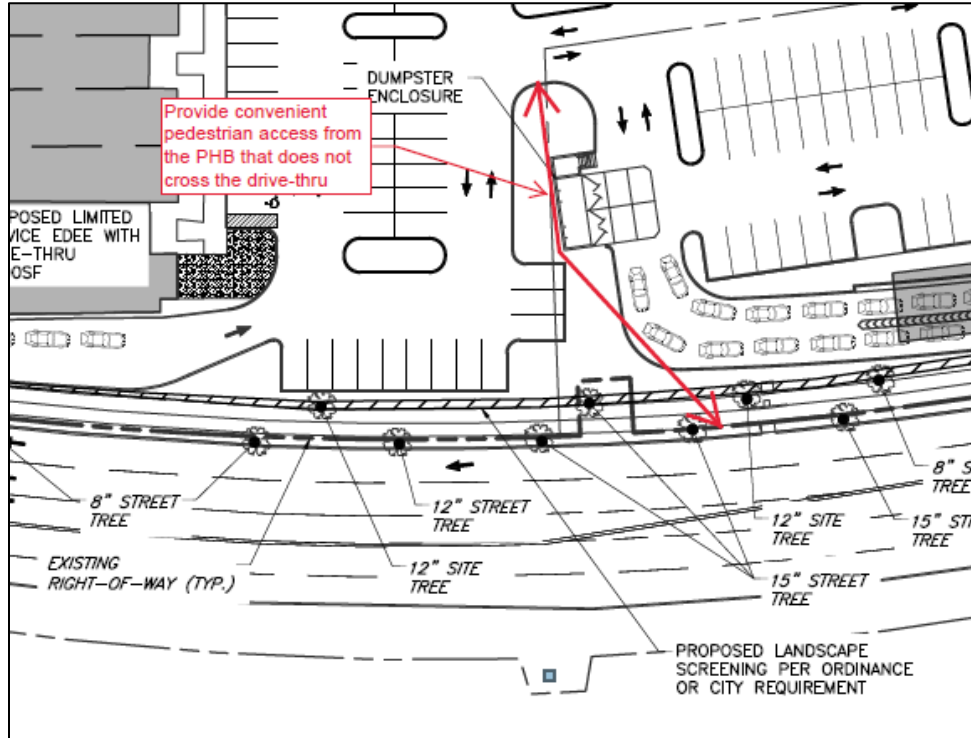 DUMPSTER
ENCLOSURE
Provide convenient
pedestrian access from
the PHB that does not
cross the drive-thru
POSED LIMITED
VICE EDEE WITH
E-THRU
0SF
8" STREET
TREE
12" STREET
TREE
EXISTING
RIGHT-OF-WAY (TYP.)
12" SITE
TREE
12" SITE
TREE
15" STREET
TREE
8" S
TREE
15" ST
TREE
PROPOSED LANDSCAPE
SCREENING PER ORDINANCE
OR CITY REQUIREMENT